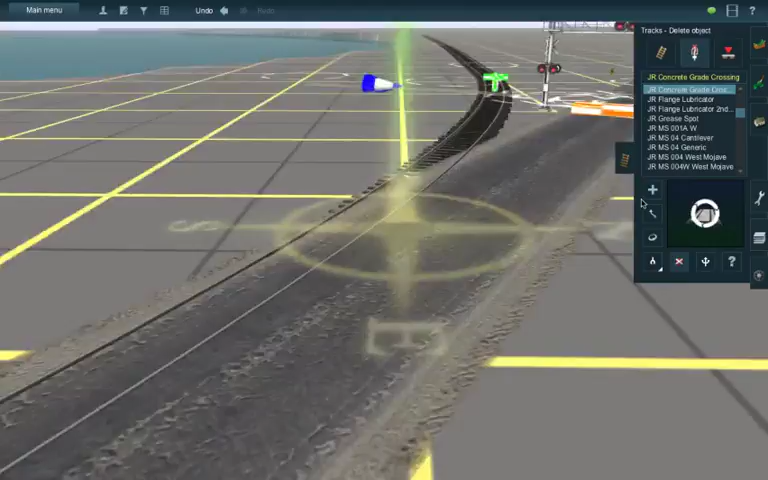 Main menu
Undo
Redo
?
Tracks - Delete object
JR Concrete Grade Crossing
JR Concrete Grade Cros...
JR Flange Lubricator
JR Flange Lubricator 2nd...
JR Grease Spot
JR MS 001A W
JR MS 04 Cantilever
JR MS 04 Generic
JR MS 004 West Mojave
JR MS 004W West Mojave
S
?
E